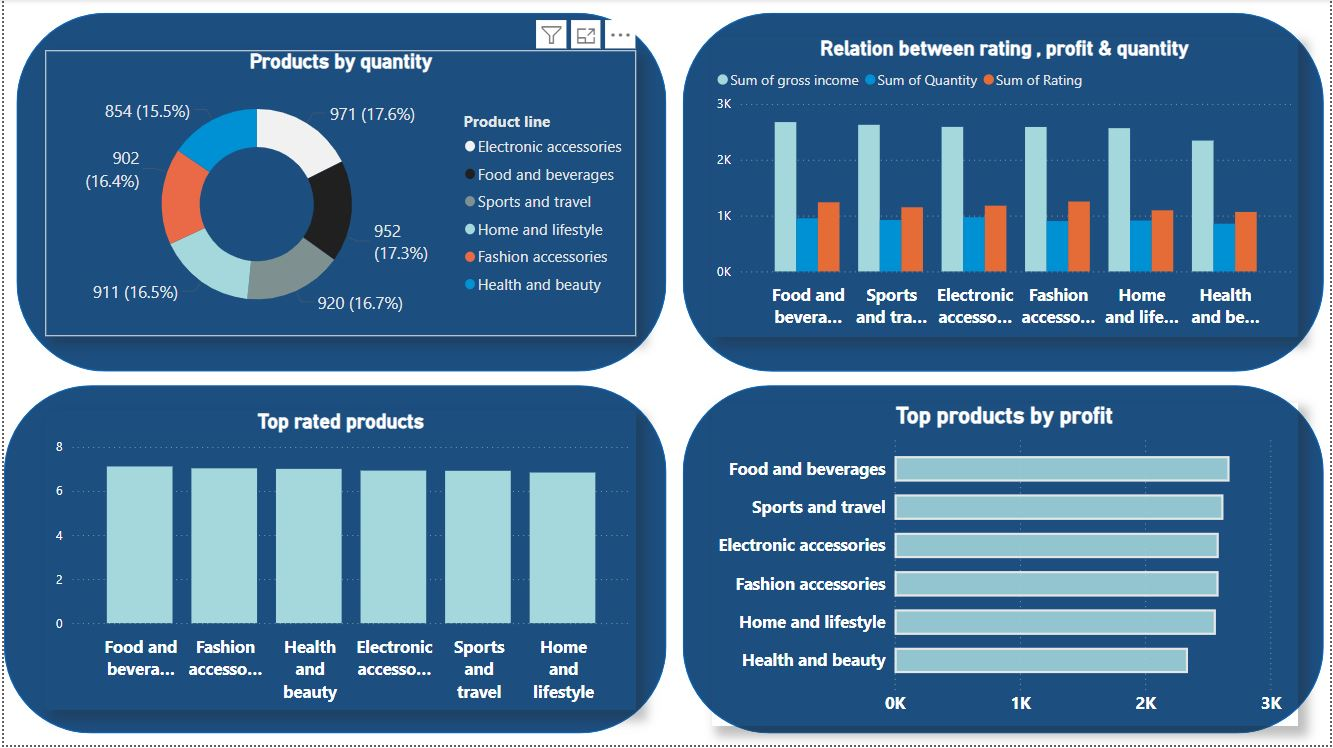 Products by quantity
854 (15.5%)
971 (17.6%)
902
(16.4%)
952
(17.3%)
911 (16.5%)
920 (16.7%)
Product line
Electronic accessories
Food and beverages
Sports and travel
Home and lifestyle
Fashion accessories
Health and beauty
Relation between rating , profit & quantity
Sum of gross income Sum of Quantity Sum of Rating
3K
2K
1K
0K
Food and
bevera...
Sports
and tra...
Electronic
accesso...
Fashion
accesso...
Home
and life...
Health
and be...
Top rated products
8
6
4
2
0
Food and
bevera...
Fashion
accesso...
Health
and
beauty
Electronic
accesso...
Sports
and
travel
Home
and
lifestyle
Top products by profit
Food and beverages
Sports and travel
Electronic accessories
Fashion accessories
Home and lifestyle
Health and beauty
0K 1K 2K 3K